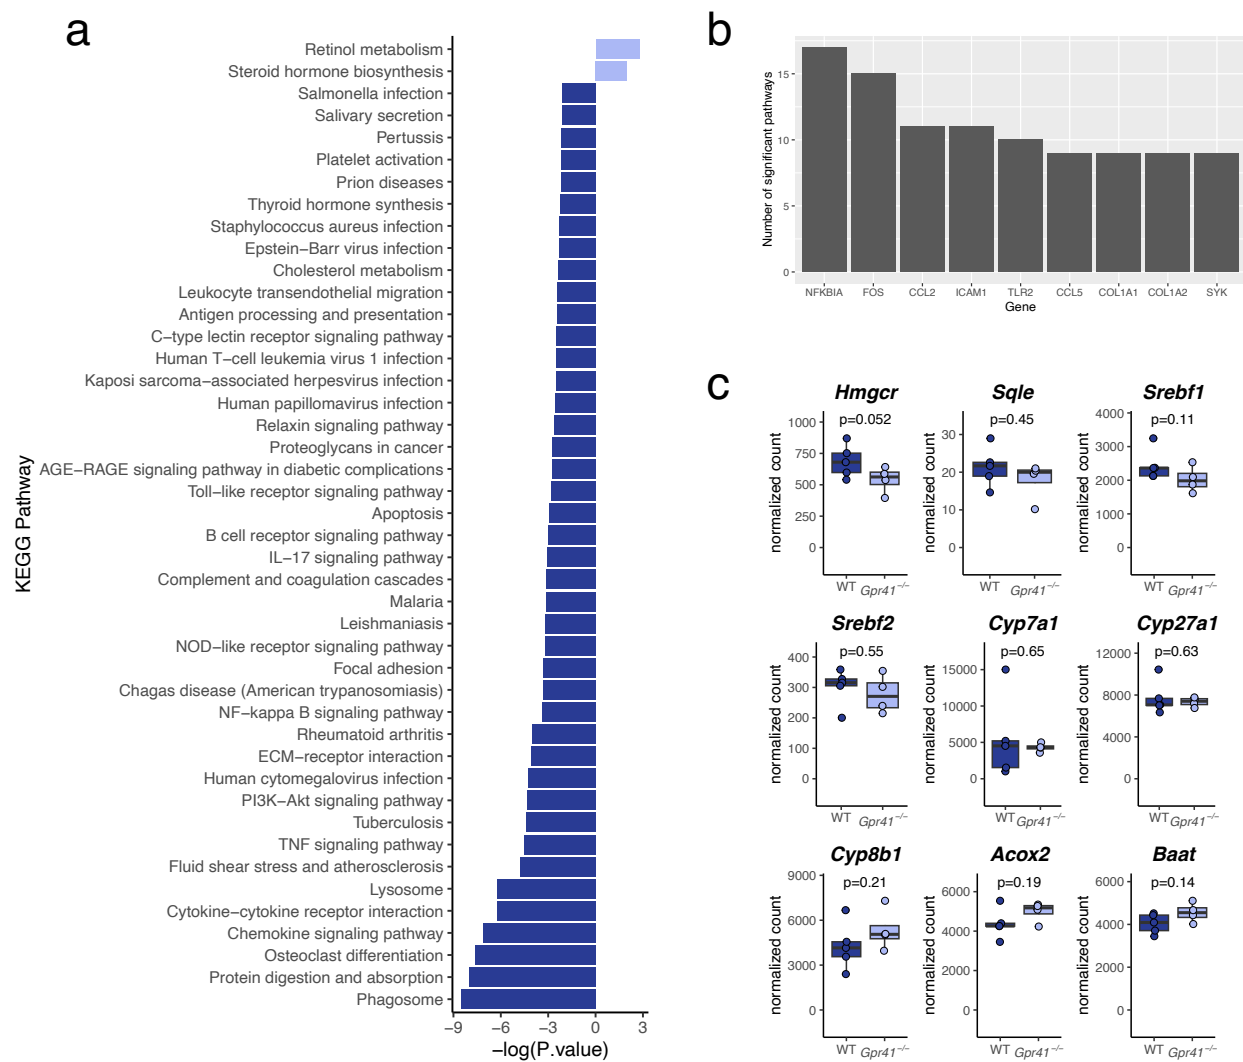 a
KEGG Pathway
Retinol metabolism
Steroid hormone biosynthesis
Salmonella infection
Salivary secretion
Pertussis
Platelet activation
Prion diseases
Thyroid hormone synthesis
Staphylococcus aureus infection
Epstein−Barr virus infection
Cholesterol metabolism
Leukocyte transendothelial migration
Antigen processing and presentation
C−type lectin receptor signaling pathway
Human T−cell leukemia virus 1 infection
Kaposi sarcoma−associated herpesvirus infection
Human papillomavirus infection
Relaxin signaling pathway
Proteoglycans in cancer
AGE−RAGE signaling pathway in diabetic complications
Toll−like receptor signaling pathway
Apoptosis
B cell receptor signaling pathway
IL−17 signaling pathway
Complement and coagulation cascades
Malaria
Leishmaniasis
NOD−like receptor signaling pathway
Focal adhesion
Chagas disease (American trypanosomiasis)
NF−kappa B signaling pathway
Rheumatoid arthritis
ECM−receptor interaction
Human cytomegalovirus infection
PI3K−Akt signaling pathway
Tuberculosis
TNF signaling pathway
Fluid shear stress and atherosclerosis
Lysosome
Cytokine−cytokine receptor interaction
Chemokine signaling pathway
Osteoclast differentiation
Protein digestion and absorption
Phagosome
−9 −6 −3 0 3
−log(P.value)
b
Number of significant pathways
15
10
5
0
NFKBIA FOS CCL2 ICAM1 TLR2 CCL5 COL1A1 COL1A2 SYK
Gene
c
Hmgcr
p=0.052
normalized count
1000
750
500
250
0
WT Gpr41−/−
Sqle
p=0.45
normalized count
30
20
10
0
WT Gpr41−/−
Srebf1
p=0.11
normalized count
4000
3000
2000
1000
0
WT Gpr41−/−
Srebf2
p=0.55
normalized count
400
300
200
100
0
WT Gpr41−/−
Cyp7a1
p=0.65
normalized count
15000
10000
5000
0
WT Gpr41−/−
Cyp27a1
p=0.63
normalized count
12000
8000
4000
0
WT Gpr41−/−
Cyp8b1
p=0.21
normalized count
9000
6000
3000
0
WT Gpr41−/−
Acox2
p=0.19
normalized count
6000
4000
2000
0
WT Gpr41−/−
Baat
p=0.14
normalized count
6000
4000
2000
0
WT Gpr41−/−